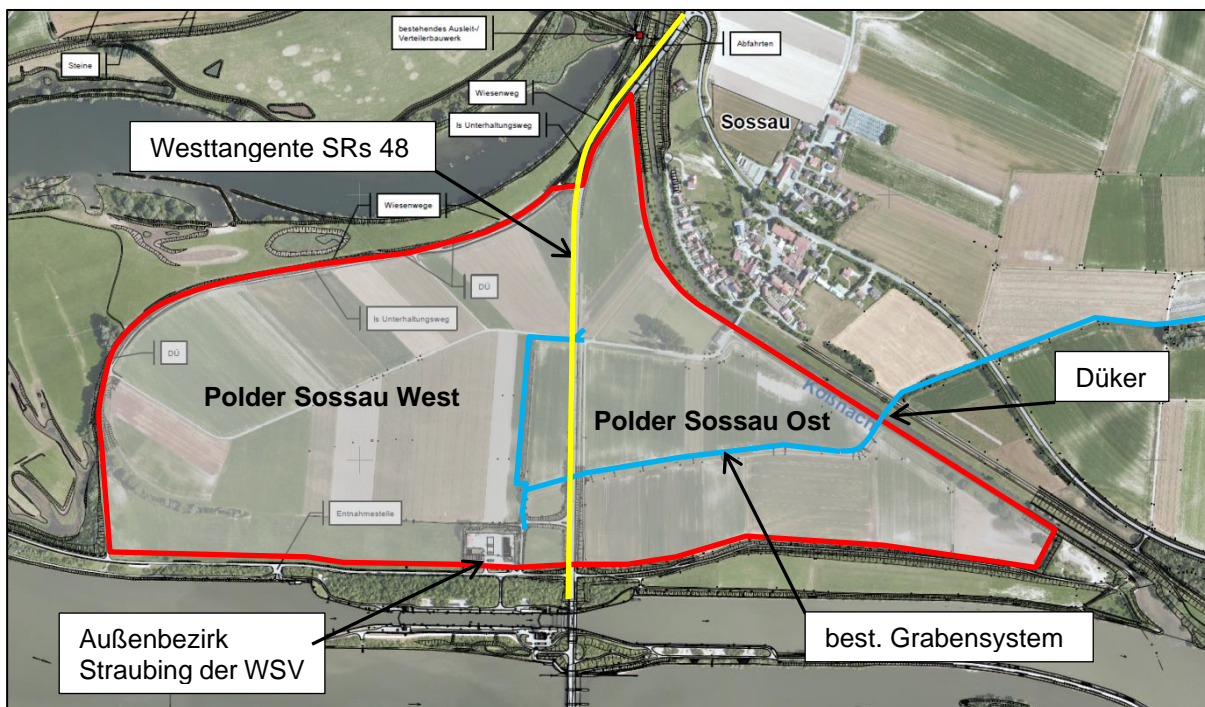 bestehendes Ausleit-/
Verteilerbauwerk
Abfahrten
Steine
Wiesenweg
ls Unterhaltungsweg
Sossau
Westtangente SRs 48
Wiesenwege
DÜ
ls Unterhaltungsweg
DÜ
Düker
Polder Sossau West
Polder Sossau Ost
Kößnach
Entnahmestelle
Außenbezirk
Straubing der WSV
best. Grabensystem